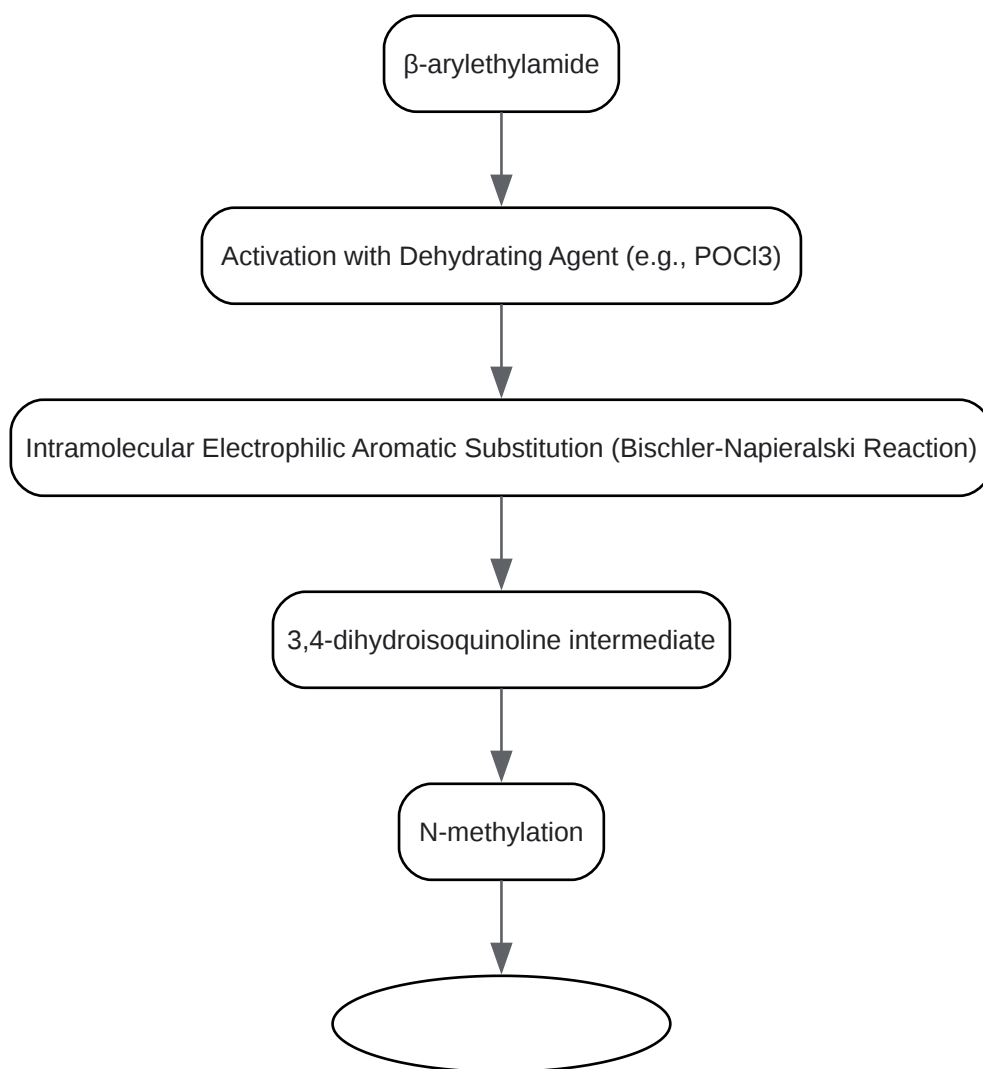 β-arylethylamide
Activation with Dehydrating Agent (e.g., POCl3)
Intramolecular Electrophilic Aromatic Substitution (Bischler-Napieralski Reaction)
3,4-dihydroisoquinoline intermediate
N-methylation